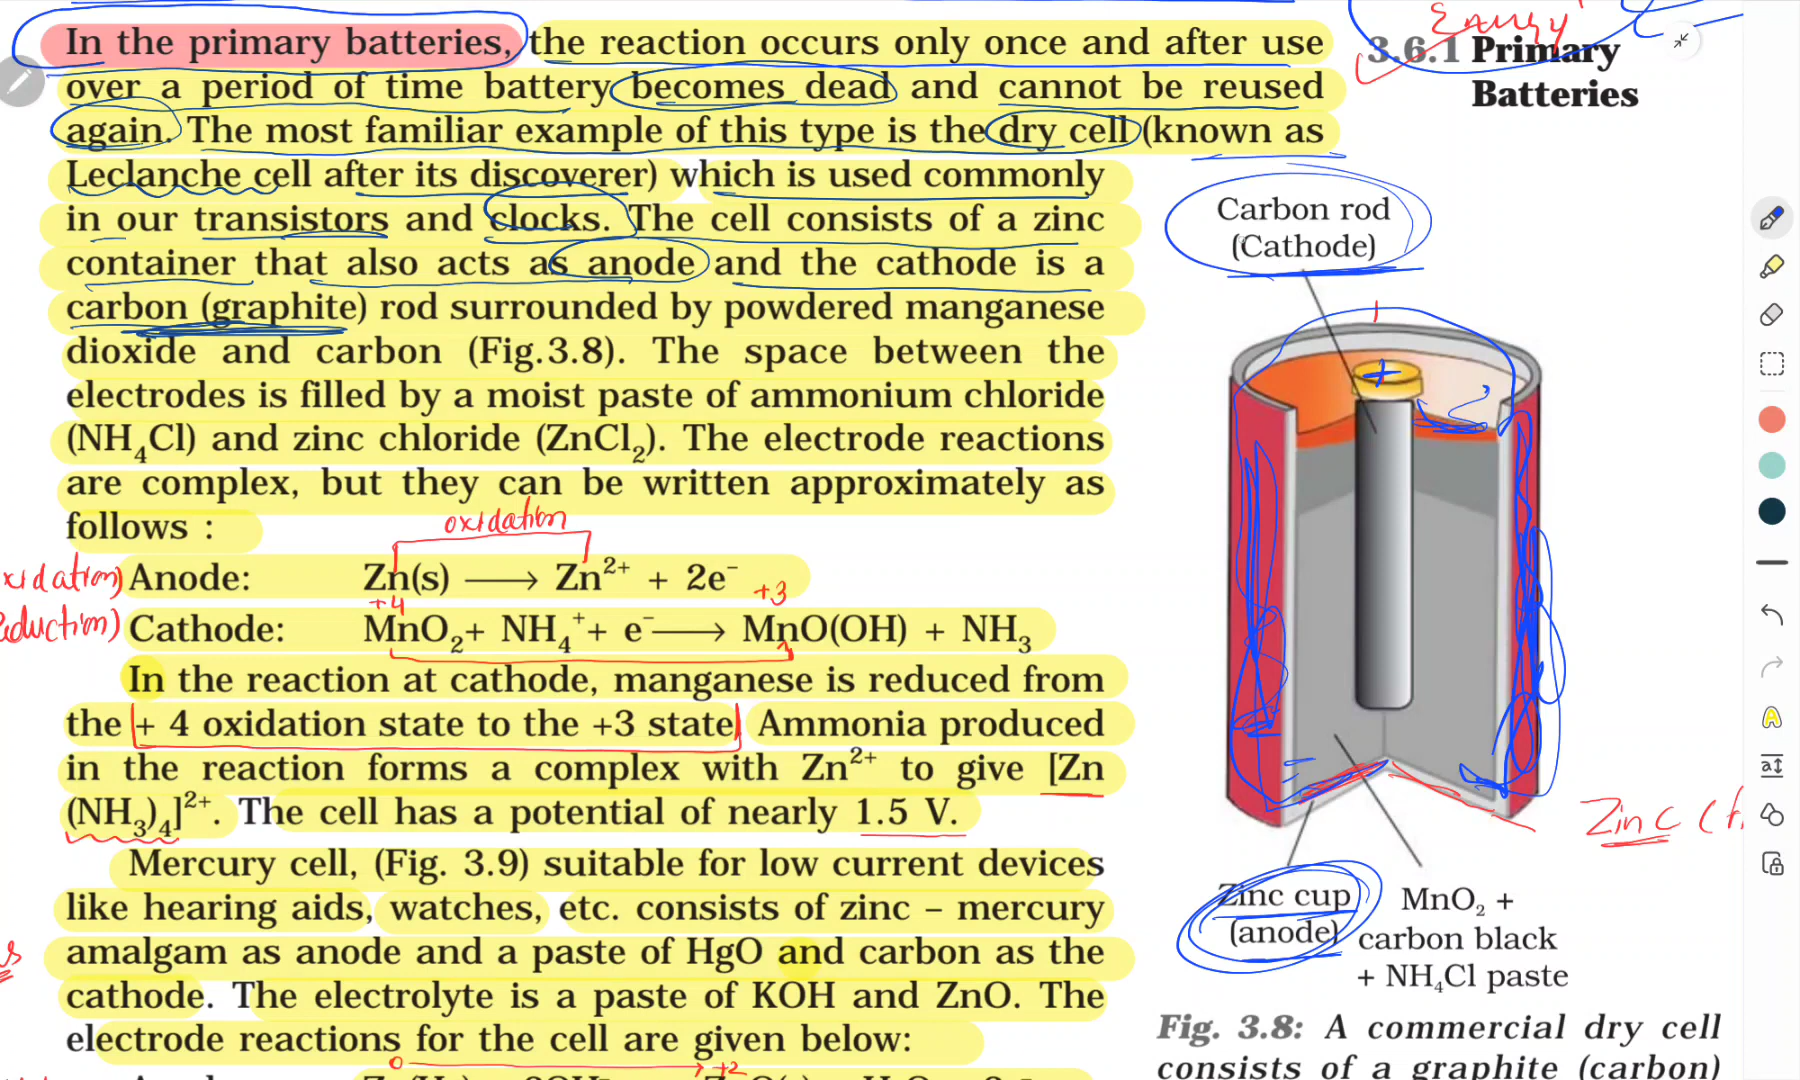 In the primary batteries, the reaction occurs only once and after use
over a period of time battery becomes dead and cannot be reused
again. The most familiar example of this type is the dry cell (known as
Leclanche cell after its discoverer) which is used commonly
in our transistors and clocks. The cell consists of a zinc
container that also acts as anode and the cathode is a
carbon (graphite) rod surrounded by powdered manganese
dioxide and carbon (Fig.3.8). The space between the
electrodes is filled by a moist paste of ammonium chloride
(NH₄Cl) and zinc chloride (ZnCl₂). The electrode reactions
are complex, but they can be written approximately as
follows :
oxidation
Anode: Zn(s) ⟶ Zn²⁺ + 2e⁻
+4 +3
Cathode: MnO₂+ NH₄⁺+ e⁻⟶ MnO(OH) + NH₃
In the reaction at cathode, manganese is reduced from
the + 4 oxidation state to the +3 state. Ammonia produced
in the reaction forms a complex with Zn²⁺ to give [Zn
(NH₃)₄]²⁺. The cell has a potential of nearly 1.5 V.
Mercury cell, (Fig. 3.9) suitable for low current devices
like hearing aids, watches, etc. consists of zinc – mercury
amalgam as anode and a paste of HgO and carbon as the
cathode. The electrolyte is a paste of KOH and ZnO. The
electrode reactions for the cell are given below:
0 +2
3.6.1 Primary
Batteries
Carbon rod
(Cathode)
+
Zinc
Zinc cup
(anode)
MnO₂ +
carbon black
+ NH₄Cl paste
Fig. 3.8: A commercial dry cell
consists of a graphite (carbon)